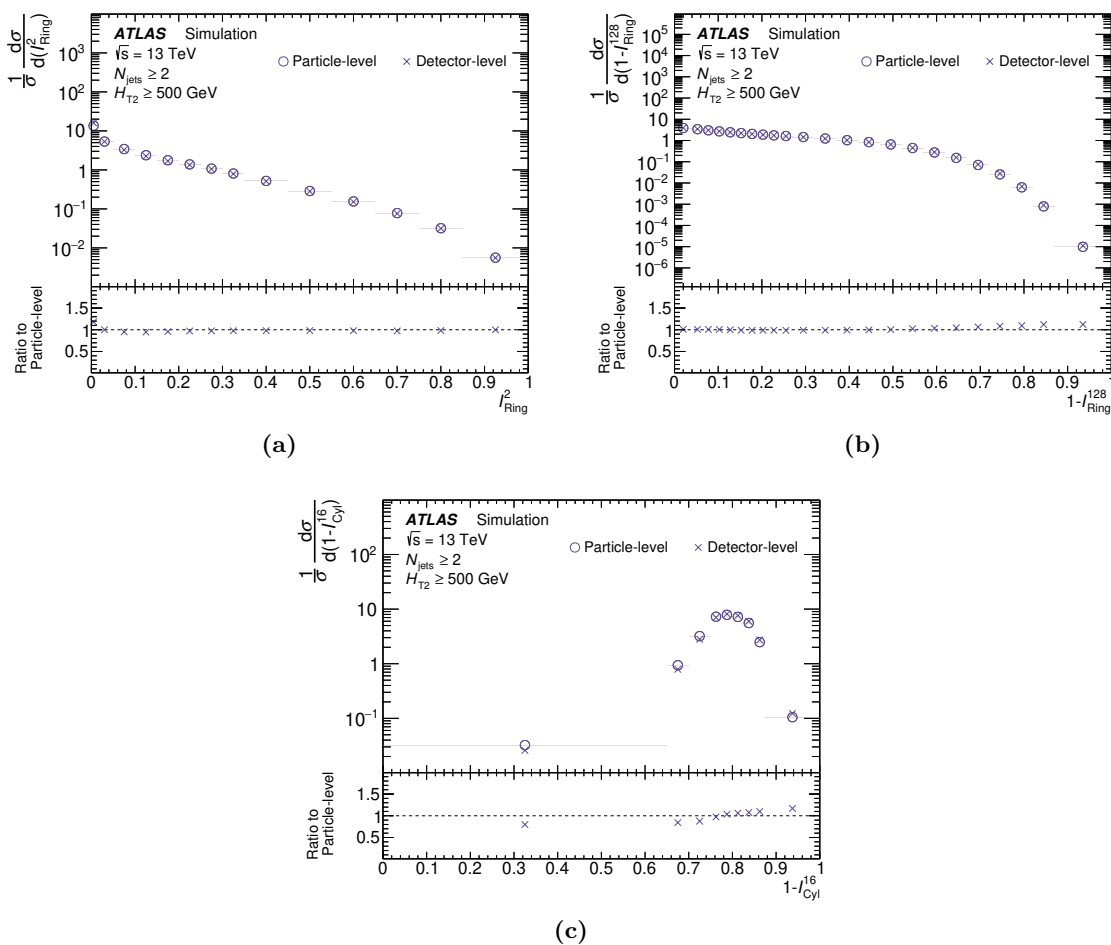 ATLAS Simulation
√s = 13 TeV
N_jets ≥ 2
H_T2 ≥ 500 GeV
Particle-level
Detector-level
1/σ dσ/d(I²_Ring)
10³
10²
10
1
10⁻¹
10⁻²
Ratio to
Particle-level
1.5
1
0.5
0 0.1 0.2 0.3 0.4 0.5 0.6 0.7 0.8 0.9 1
I²_Ring
(a)
ATLAS Simulation
√s = 13 TeV
N_jets ≥ 2
H_T2 ≥ 500 GeV
Particle-level
Detector-level
1/σ dσ/d(1-I¹²⁸_Ring)
10⁶
10⁵
10⁴
10³
10²
10
1
10⁻¹
10⁻²
10⁻³
10⁻⁴
10⁻⁵
10⁻⁶
Ratio to
Particle-level
1.5
1
0.5
0 0.1 0.2 0.3 0.4 0.5 0.6 0.7 0.8 0.9 1
1-I¹²⁸_Ring
(b)
ATLAS Simulation
√s = 13 TeV
N_jets ≥ 2
H_T2 ≥ 500 GeV
Particle-level
Detector-level
1/σ dσ/d(1-I¹⁶_Cyl)
10²
10
1
10⁻¹
Ratio to
Particle-level
1.5
1
0.5
0 0.1 0.2 0.3 0.4 0.5 0.6 0.7 0.8 0.9 1
1-I¹⁶_Cyl
(c)